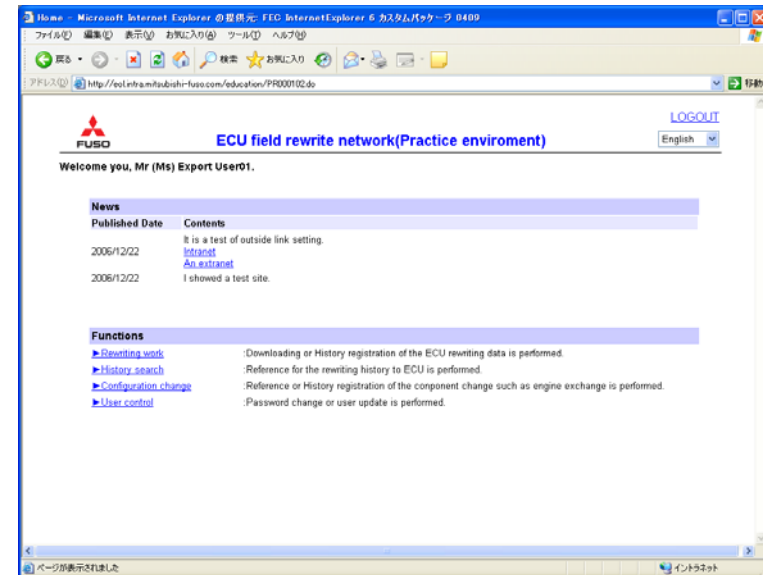 Home - Microsoft Internet Explorer の提供元: FEC InternetExplorer 6 カスタムパッケージ 0409
ファイル(F) 編集(E) 表示(V) お気に入り(A) ツール(T) ヘルプ(H)
戻る 検索 お気に入り
アドレス(D) http://eol.intra.mitsubishi-fuso.com/education/PR000102.do 移動
LOGOUT
FUSO
ECU field rewrite network(Practice enviroment)
English
Welcome you, Mr (Ms) Export User01.
News
Published Date Contents
It is a test of outside link setting.
2006/12/22 Intranet
An extranet
2006/12/22 I showed a test site.
Functions
►Rewriting work :Downloading or History registration of the ECU rewriting data is performed.
►History search :Reference for the rewriting history to ECU is performed.
►Configuration change :Reference or History registration of the conponent change such as engine exchange is performed.
►User control :Password change or user update is performed.
ページが表示されました イントラネット